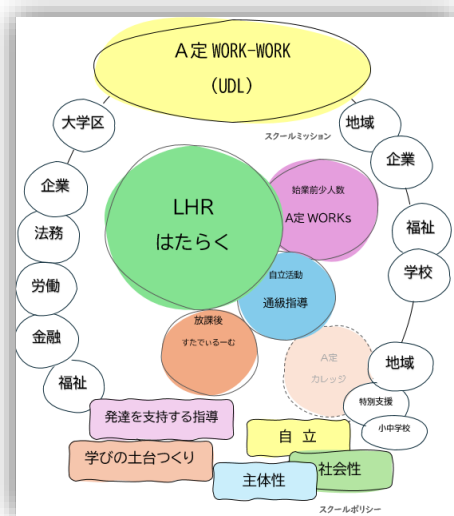 A定 WORK-WORK
(UDL)
スクールミッション
大学区
企業
法務
労働
金融
福祉
地域
企業
福祉
学校
地域
特別支援
小中学校
LHR
はたらく
始業前少人数
A定 WORKs
自立活動
通級指導
放課後
すたでぃるーむ
A定
カレッジ
発達を支持する指導
学びの土台つくり
自 立
主体性
社会性
スクールポリシー